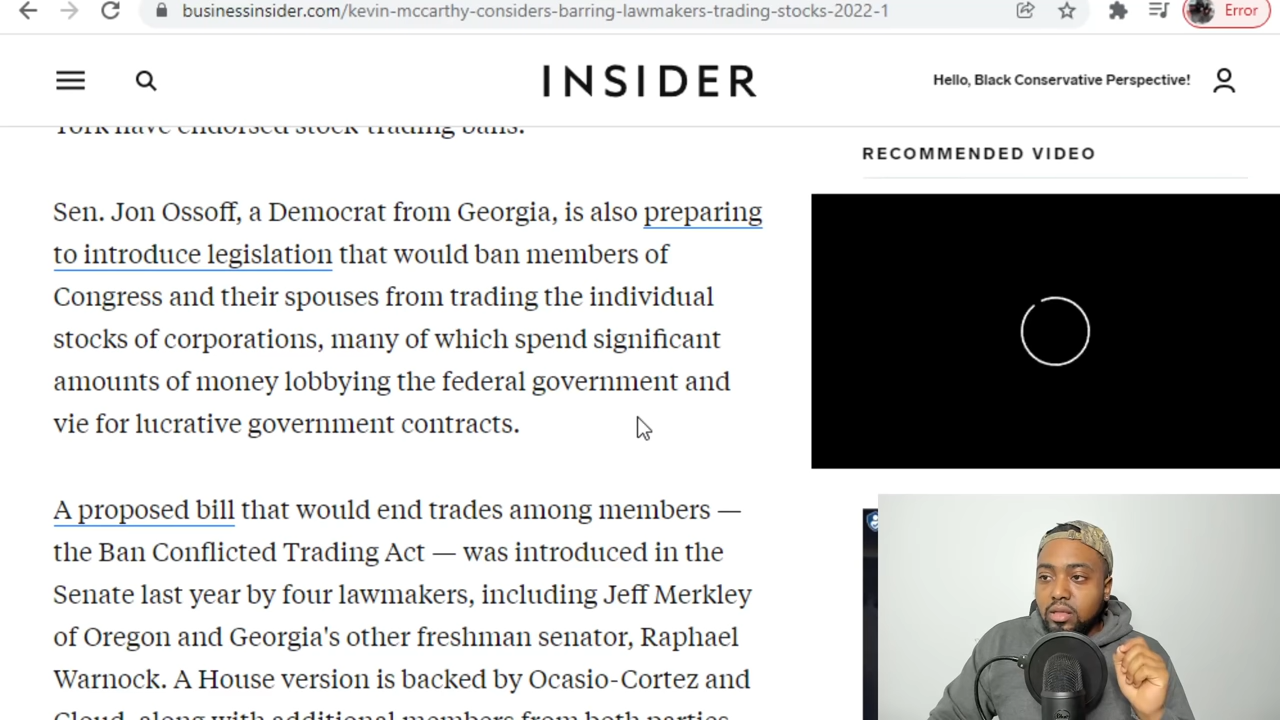 businessinsider.com/kevin-mccarthy-considers-barring-lawmakers-trading-stocks-2022-1
Error
INSIDER
Hello, Black Conservative Perspective!
York have endorsed stock trading bans.
RECOMMENDED VIDEO
Sen. Jon Ossoff, a Democrat from Georgia, is also preparing
to introduce legislation that would ban members of
Congress and their spouses from trading the individual
stocks of corporations, many of which spend significant
amounts of money lobbying the federal government and
vie for lucrative government contracts.
A proposed bill that would end trades among members —
the Ban Conflicted Trading Act — was introduced in the
Senate last year by four lawmakers, including Jeff Merkley
of Oregon and Georgia's other freshman senator, Raphael
Warnock. A House version is backed by Ocasio-Cortez and
Cloud, along with additional members from both parties.